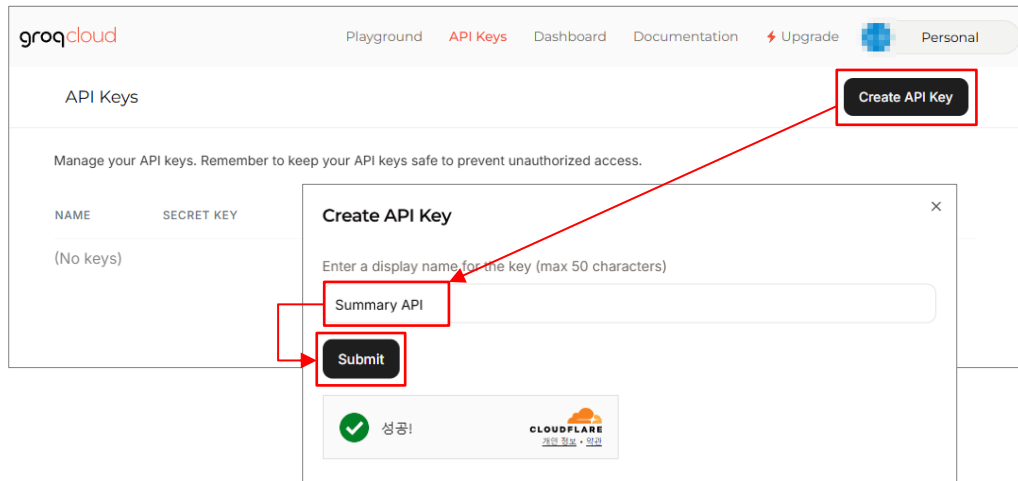 groqcloud Playground API Keys Dashboard Documentation Upgrade Personal
API Keys Create API Key
Manage your API keys. Remember to keep your API keys safe to prevent unauthorized access.
NAME SECRET KEY
(No keys)
Create API Key ×
Enter a display name for the key (max 50 characters)
Summary API
Submit
성공!
CLOUDFLARE
개인 정보 • 약관